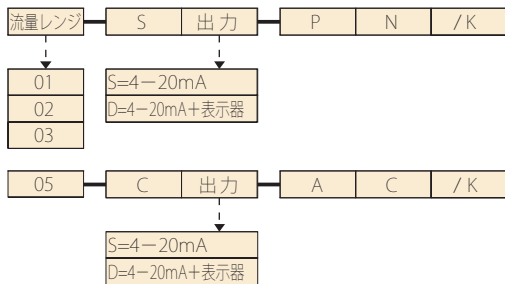 流量レンジ S 出力 P N /K
01 S=4−20mA
02 D=4−20mA+表示器
03
05 C 出力 A C /K
S=4−20mA
D=4−20mA+表示器